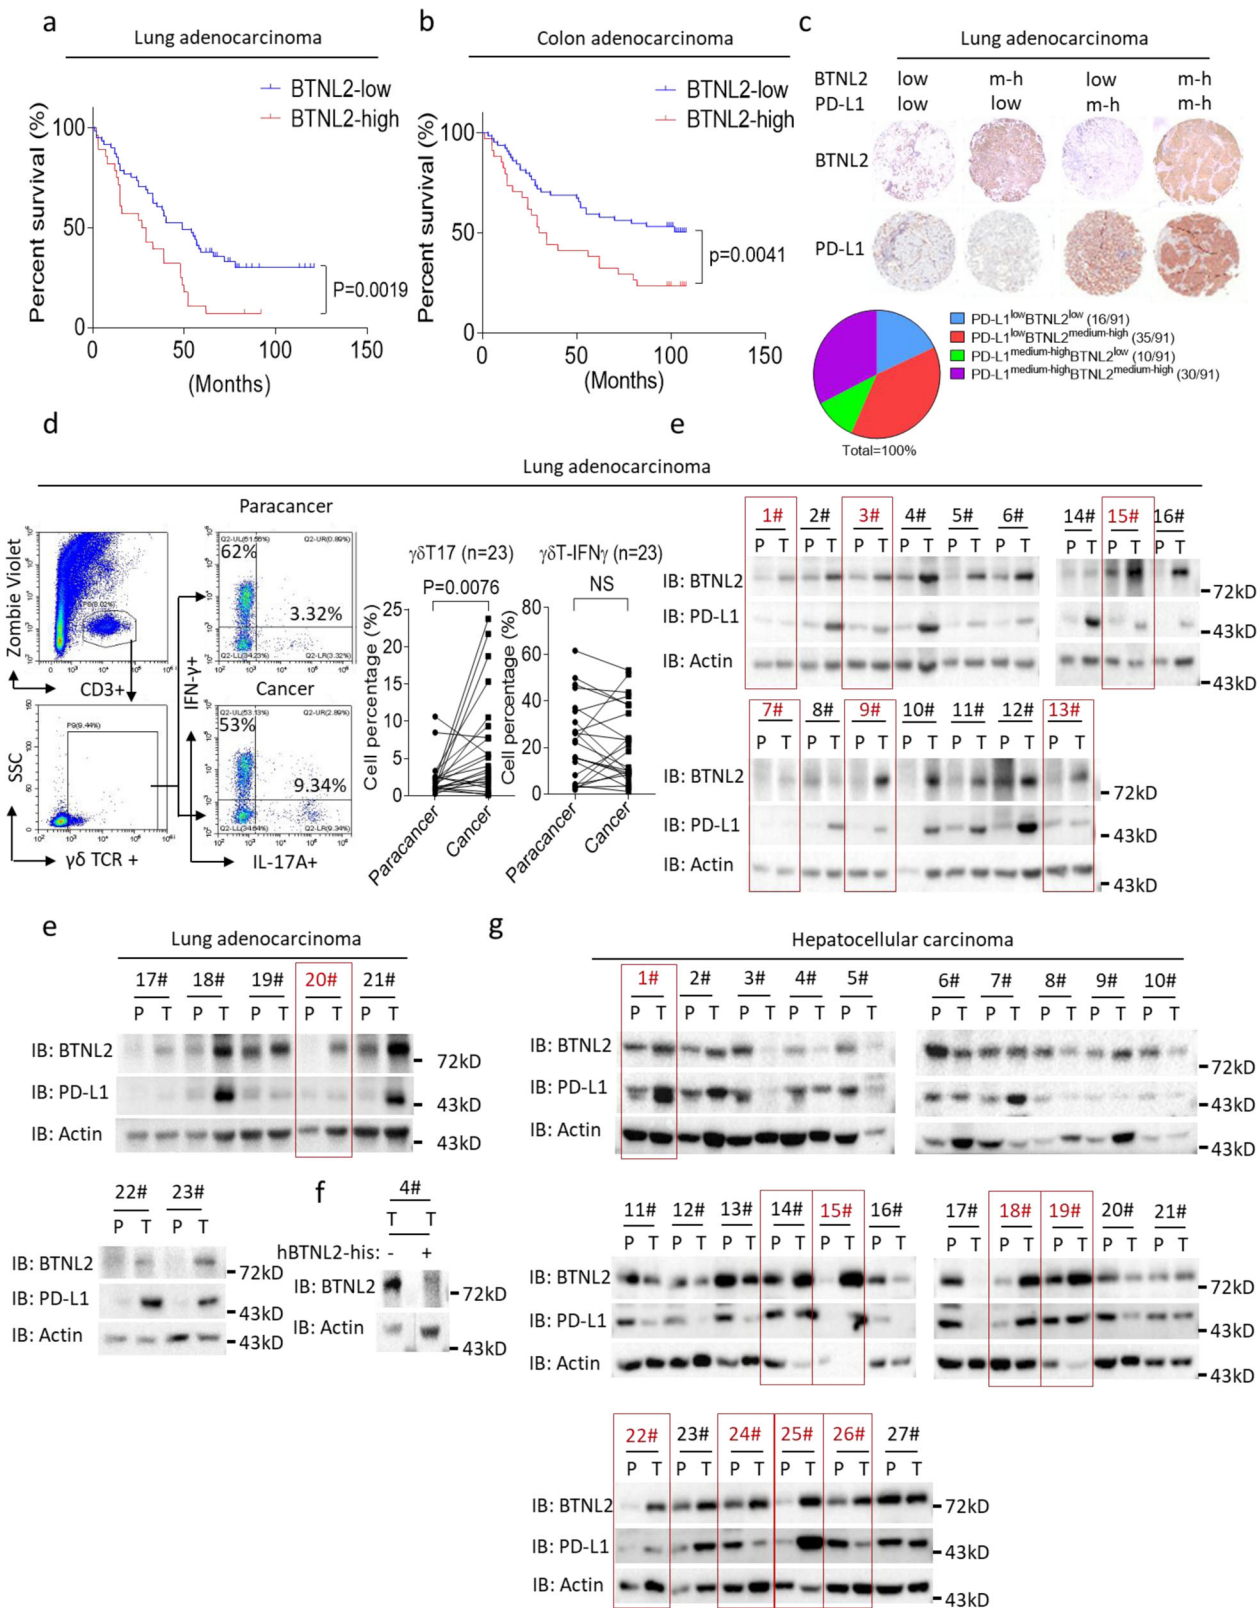 a
Lung adenocarcinoma
BTNL2-low
BTNL2-high
Percent survival (%)
100
50
0
P=0.0019
0 50 100 150
(Months)
b
Colon adenocarcinoma
BTNL2-low
BTNL2-high
Percent survival (%)
100
50
0
p=0.0041
0 50 100 150
(Months)
c
Lung adenocarcinoma
BTNL2 low m-h low m-h
PD-L1 low low m-h m-h
BTNL2
PD-L1
PD-L1low BTNL2low (16/91)
PD-L1low BTNL2medium-high (35/91)
PD-L1medium-high BTNL2low (10/91)
PD-L1medium-high BTNL2medium-high (30/91)
Total=100%
d
Lung adenocarcinoma
Zombie Violet
CD3+
SSC
γδ TCR +
Paracancer
62%
3.32%
IFN-γ+
Cancer
53%
9.34%
IL-17A+
γδT17 (n=23)
P=0.0076
Cell percentage (%)
25
20
15
10
5
0
Paracancer Cancer
γδT-IFNγ (n=23)
NS
Cell percentage (%)
80
60
40
20
0
Paracancer Cancer
e
1# 2# 3# 4# 5# 6# 14# 15# 16#
P T P T P T P T P T P T P T P T P T
IB: BTNL2
72kD
IB: PD-L1
43kD
IB: Actin
43kD
7# 8# 9# 10# 11# 12# 13#
P T P T P T P T P T P T P T
IB: BTNL2
72kD
IB: PD-L1
43kD
IB: Actin
43kD
e
Lung adenocarcinoma
17# 18# 19# 20# 21#
P T P T P T P T P T
IB: BTNL2
72kD
IB: PD-L1
43kD
IB: Actin
43kD
22# 23#
P T P T
IB: BTNL2
72kD
IB: PD-L1
43kD
IB: Actin
43kD
f
4#
T T
hBTNL2-his: - +
IB: BTNL2
72kD
IB: Actin
43kD
g
Hepatocellular carcinoma
1# 2# 3# 4# 5# 6# 7# 8# 9# 10#
P T P T P T P T P T P T P T P T P T P T
IB: BTNL2
72kD
IB: PD-L1
43kD
IB: Actin
43kD
11# 12# 13# 14# 15# 16# 17# 18# 19# 20# 21#
P T P T P T P T P T P T P T P T P T P T P T
IB: BTNL2
72kD
IB: PD-L1
43kD
IB: Actin
43kD
22# 23# 24# 25# 26# 27#
P T P T P T P T P T P T
IB: BTNL2
72kD
IB: PD-L1
43kD
IB: Actin
43kD